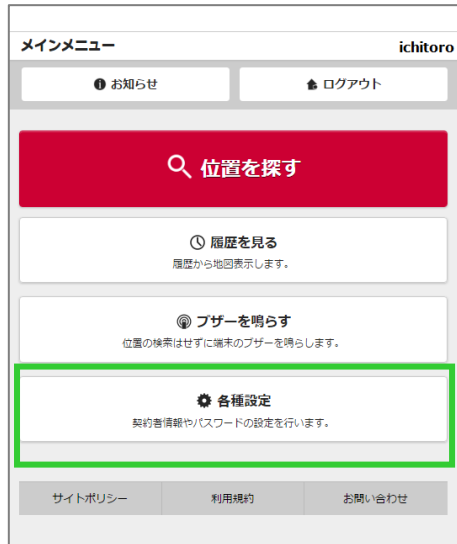 メインメニュー ichitoro
お知らせ ログアウト
位置を探す
履歴を見る
履歴から地図表示します。
ブザーを鳴らす
位置の検索はせずに端末のブザーを鳴らします。
各種設定
契約者情報やパスワードの設定を行います。
サイトポリシー 利用規約 お問い合わせ